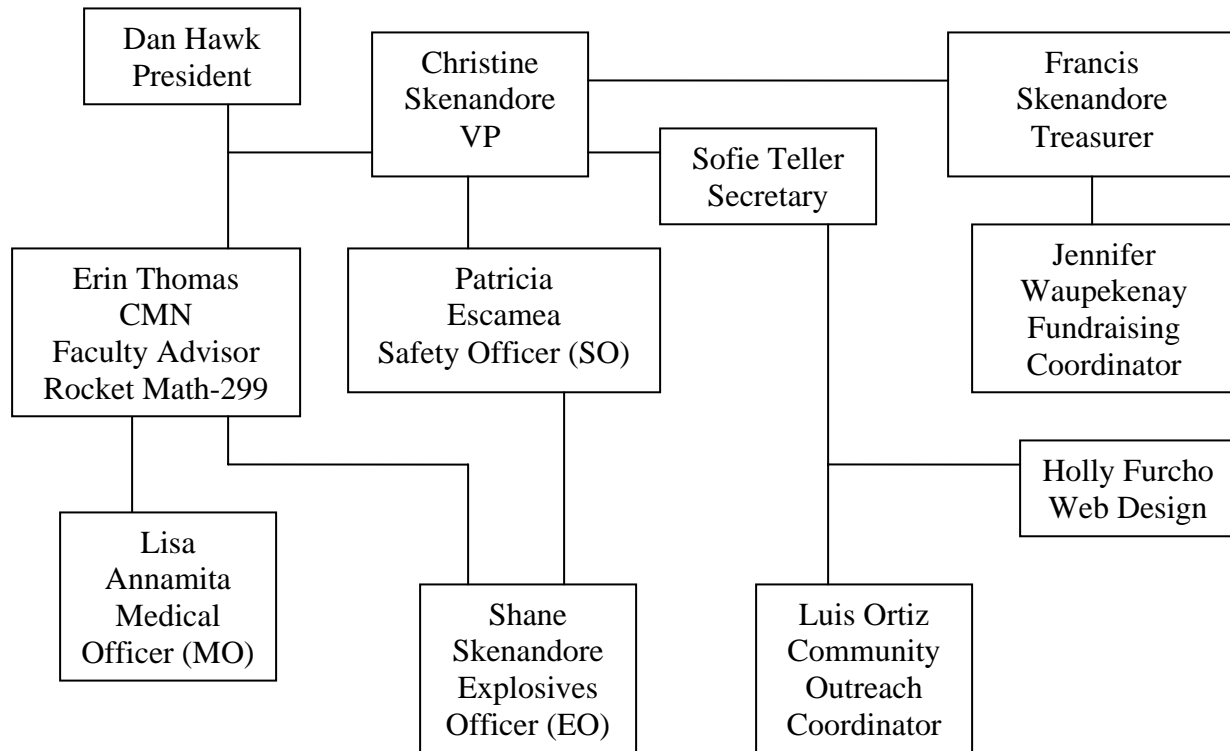 Dan Hawk
President
Christine
Skenandore
VP
Francis
Skenandore
Treasurer
Sofie Teller
Secretary
Erin Thomas
CMN
Faculty Advisor
Rocket Math-299
Patricia
Escamea
Safety Officer (SO)
Jennifer
Waupekenay
Fundraising
Coordinator
Holly Furcho
Web Design
Lisa
Annamita
Medical
Officer (MO)
Shane
Skenandore
Explosives
Officer (EO)
Luis Ortiz
Community
Outreach
Coordinator